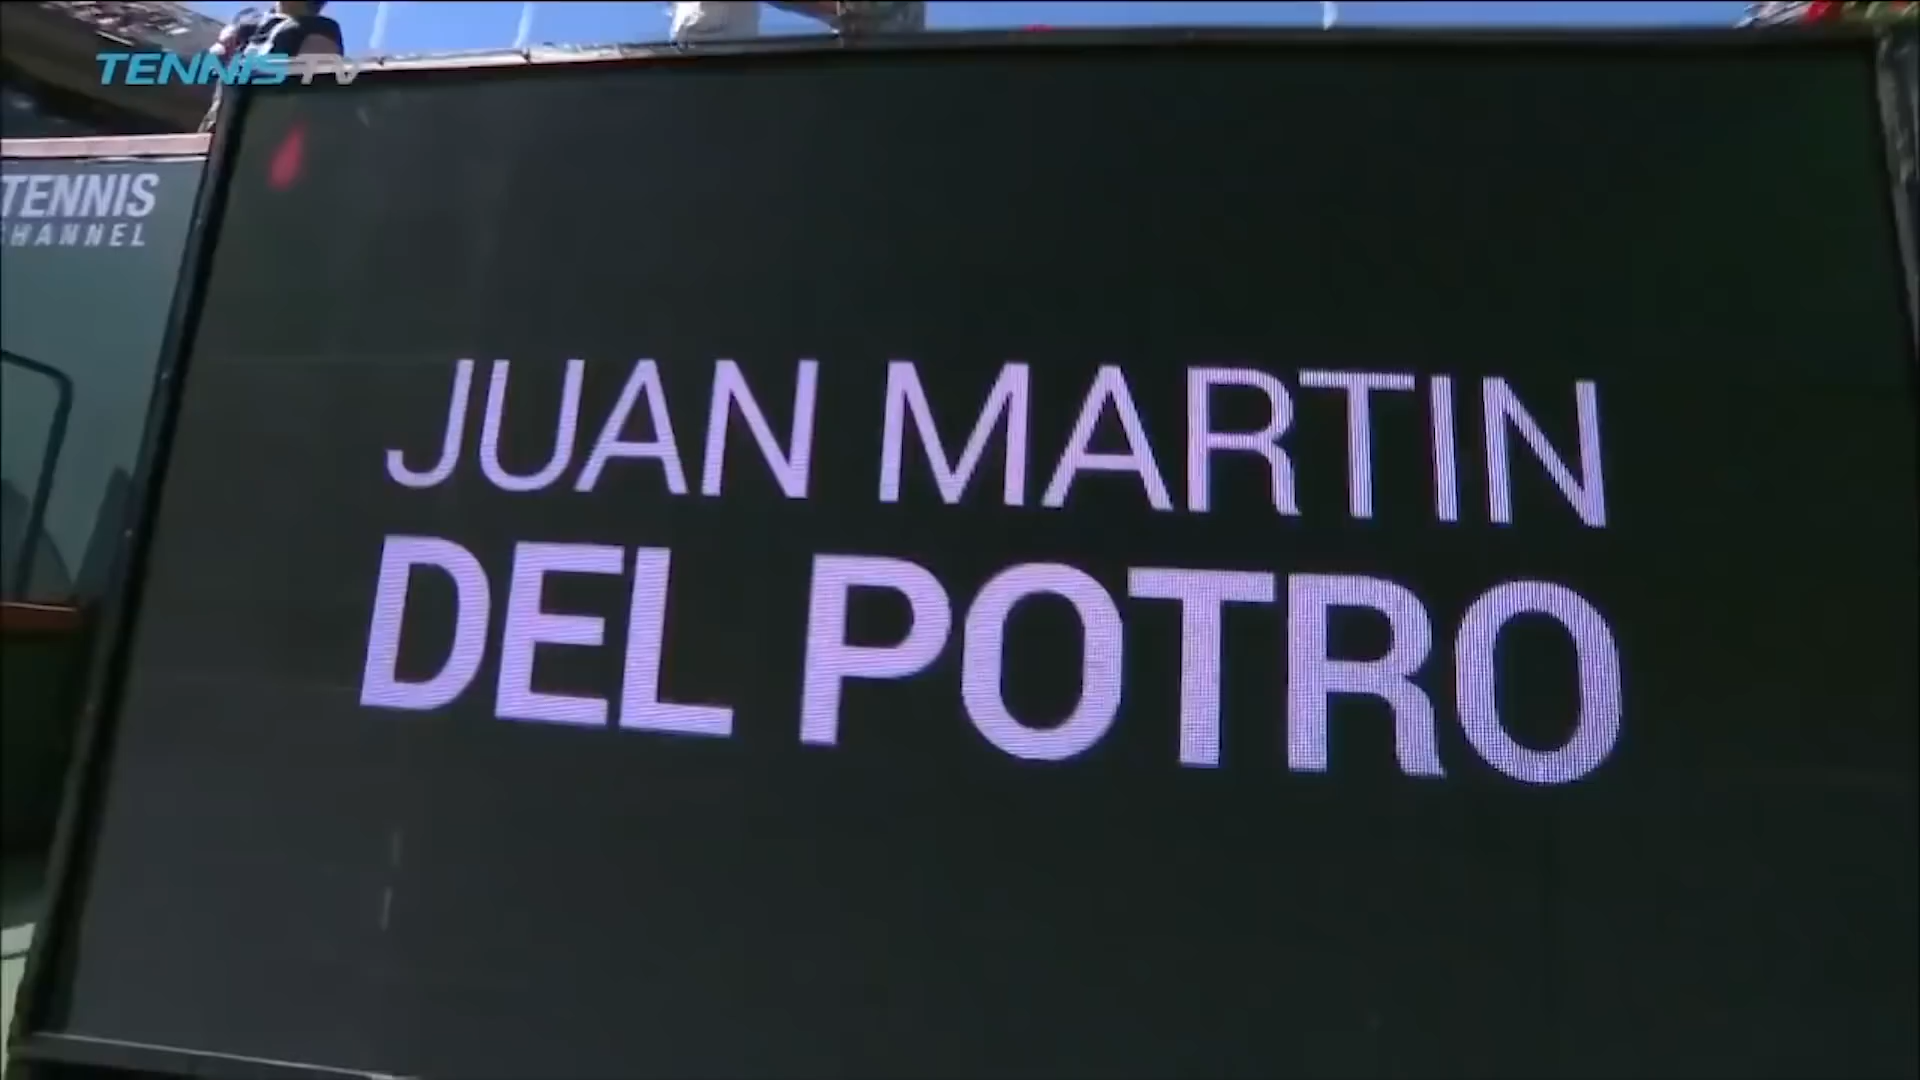 TENNIS TV
TENNIS
CHANNEL
JUAN MARTIN
DEL POTRO